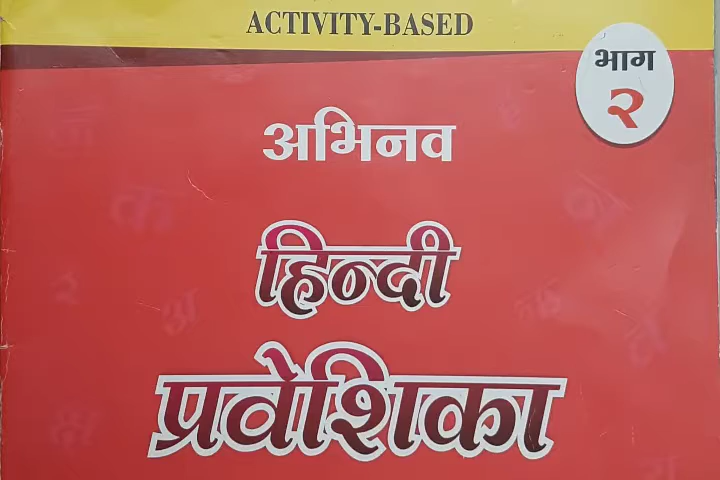 ACTIVITY-BASED
भाग
२
अभिनव
हिन्दी
प्रवेशिका